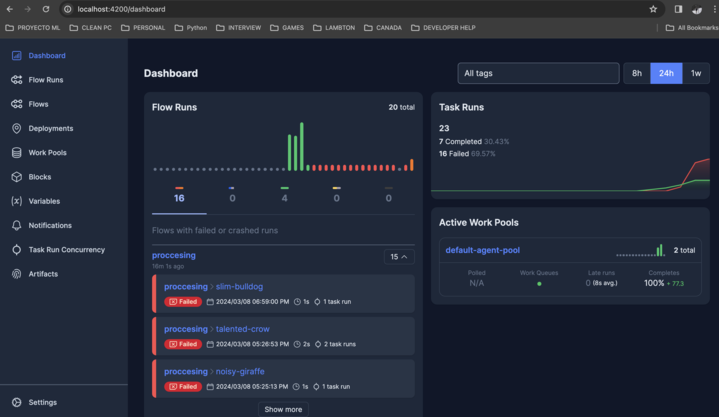 localhost:4200/dashboard
PROYECTO ML
CLEAN PC
PERSONAL
Python
INTERVIEW
GAMES
LAMBTON
CANADA
DEVELOPER HELP
All Bookmarks
Dashboard
Flow Runs
Flows
Deployments
Work Pools
Blocks
Variables
Notifications
Task Run Concurrency
Artifacts
Settings
Dashboard
All tags
8h
24h
1w
Flow Runs
20 total
16
0
4
0
0
Flows with failed or crashed runs
proccesing
15
16m 1s ago
proccesing > slim-bulldog
Failed 2024/03/08 06:59:00 PM 1s 1 task run
proccesing > talented-crow
Failed 2024/03/08 05:26:53 PM 2s 2 task runs
proccesing > noisy-giraffe
Failed 2024/03/08 05:25:13 PM 1s 1 task run
Show more
Task Runs
23
7 Completed 30.43%
16 Failed 69.57%
Active Work Pools
default-agent-pool
2 total
Polled
Work Queues
Late runs
Completes
N/A
0 (8s avg.)
100% + 77.3